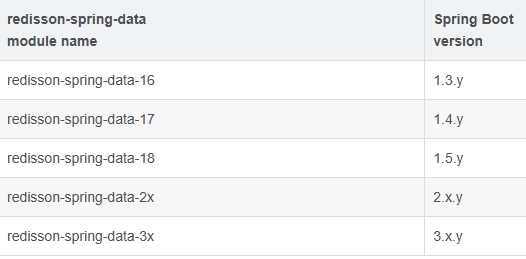 redisson-spring-data
module name
Spring Boot
version
redisson-spring-data-16
1.3.y
redisson-spring-data-17
1.4.y
redisson-spring-data-18
1.5.y
redisson-spring-data-2x
2.x.y
redisson-spring-data-3x
3.x.y